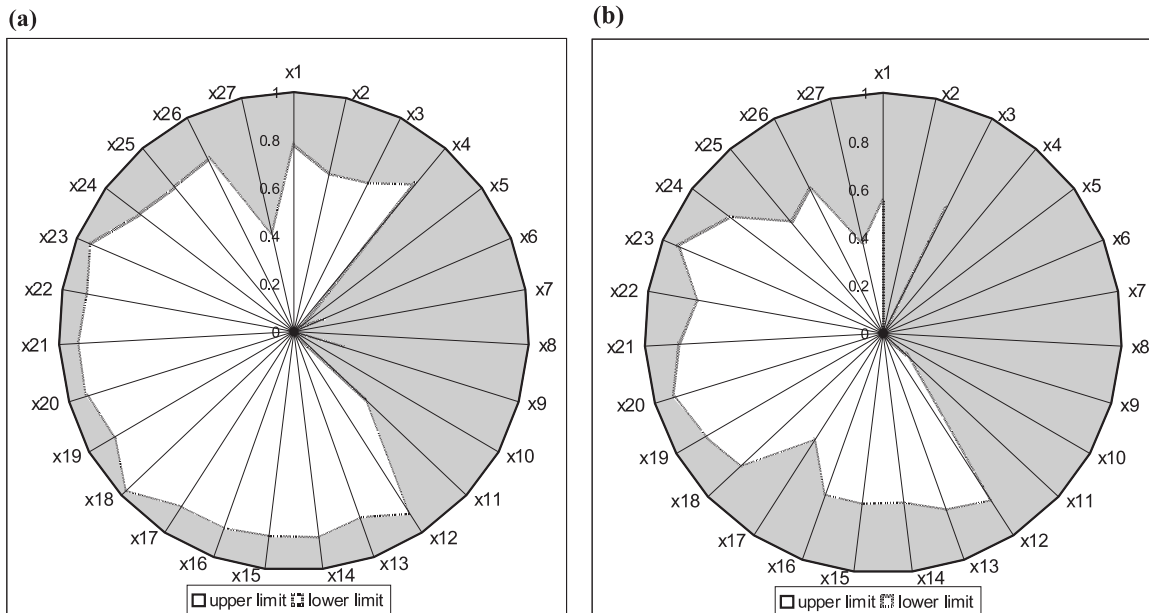 (a)
x1
x2
x3
x4
x5
x6
x7
x8
x9
x10
x11
x12
x13
x14
x15
x16
x17
x18
x19
x20
x21
x22
x23
x24
x25
x26
x27
1
0.8
0.6
0.4
0.2
0
upper limit lower limit
(b)
x1
x2
x3
x4
x5
x6
x7
x8
x9
x10
x11
x12
x13
x14
x15
x16
x17
x18
x19
x20
x21
x22
x23
x24
x25
x26
x27
1
0.8
0.6
0.4
0.2
0
upper limit lower limit